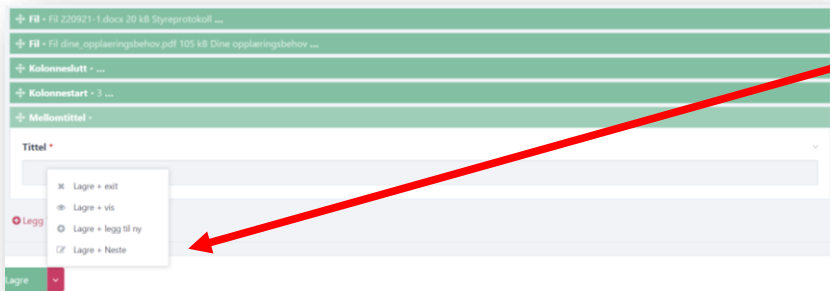 Fil - Fil 220921-1.docx 20 kB Styreprotokoll ...
Fil - Fil dine_opplaeringsbehov.pdf 105 kB Dine opplæringsbehov ...
Kolonneslutt - ...
Kolonnestart - 3 ...
Mellomtittel -
Tittel *
Lagre + exit
Lagre + vis
Legg
Lagre + legg til ny
Lagre + Neste
Lagre